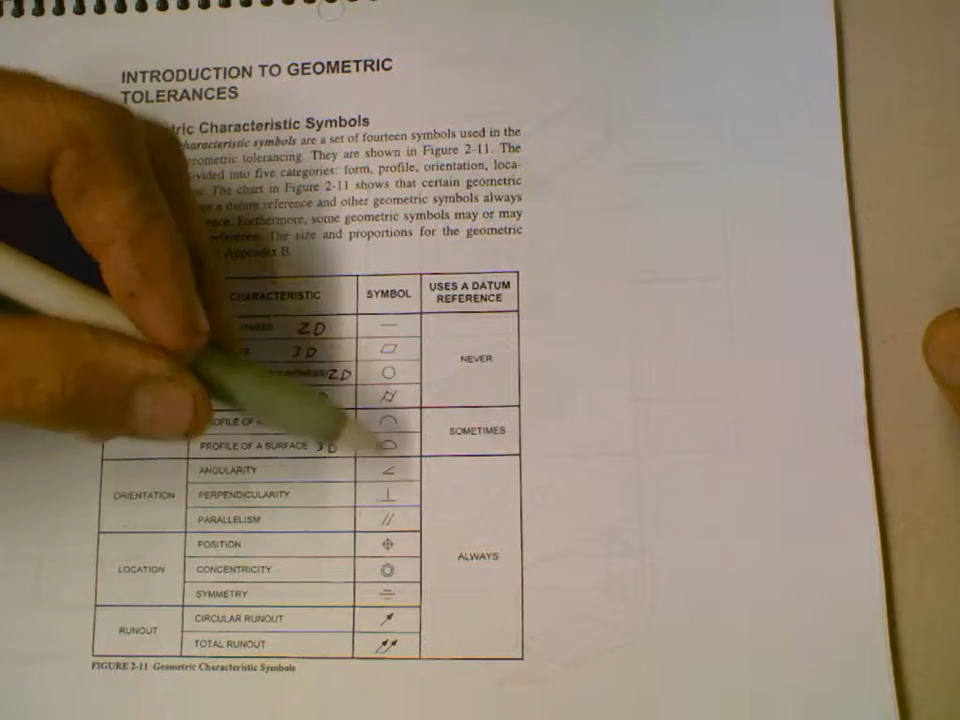 INTRODUCTION TO GEOMETRIC
TOLERANCES
Characteristic Symbols
characteristic symbols are a set of fourteen symbols used in the
geometric tolerancing. They are shown in Figure 2-11. The
divided into five categories: form, profile, orientation, loca-
The chart in Figure 2-11 shows that certain geometric
a datum reference and other geometric symbols always
Furthermore, some geometric symbols may or may
The size and proportions for the geometric
Appendix B.
CHARACTERISTIC SYMBOL USES A DATUM
REFERENCE
2D
3D
2D
NEVER
SOMETIMES
PROFILE OF A SURFACE 3D
ORIENTATION
ANGULARITY
PERPENDICULARITY
PARALLELISM
ALWAYS
LOCATION
POSITION
CONCENTRICITY
SYMMETRY
RUNOUT
CIRCULAR RUNOUT
TOTAL RUNOUT
FIGURE 2-11 Geometric Characteristic Symbols